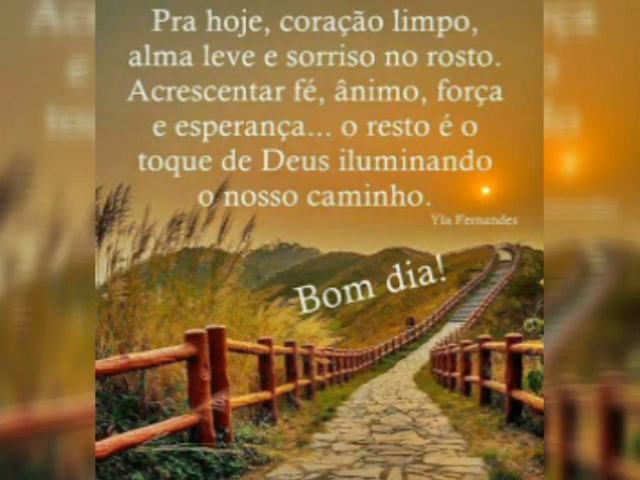 Pra hoje, coração limpo,
alma leve e sorriso no rosto.
Acrescentar fé, ânimo, força
e esperança... o resto é o
toque de Deus iluminando
o nosso caminho.
Yla Fernandes
Bom dia!